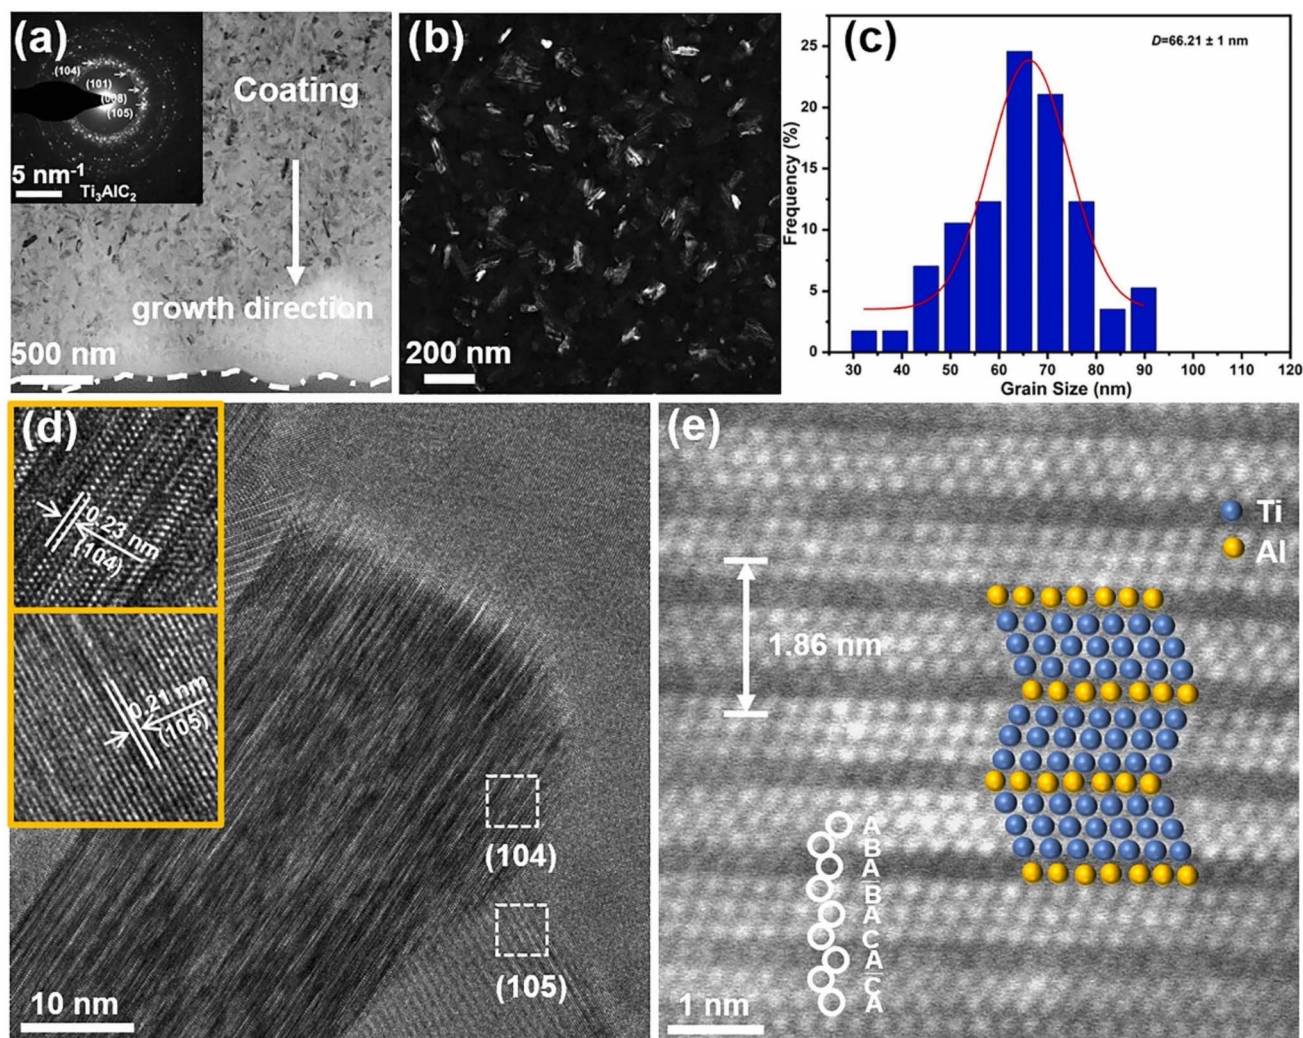 (a)
(104)
(101)
(008)
(105)
5 nm-1
Ti3AlC2
Coating
growth direction
500 nm
(b)
200 nm
(c)
D=66.21 ± 1 nm
Frequency (%)
25
20
15
10
5
0
30 40 50 60 70 80 90 100 110 120
Grain Size (nm)
(d)
0.23 nm
(104)
0.21 nm
(105)
(104)
(105)
10 nm
(e)
Ti
Al
1.86 nm
A
B
A
B
A
C
A
C
A
1 nm